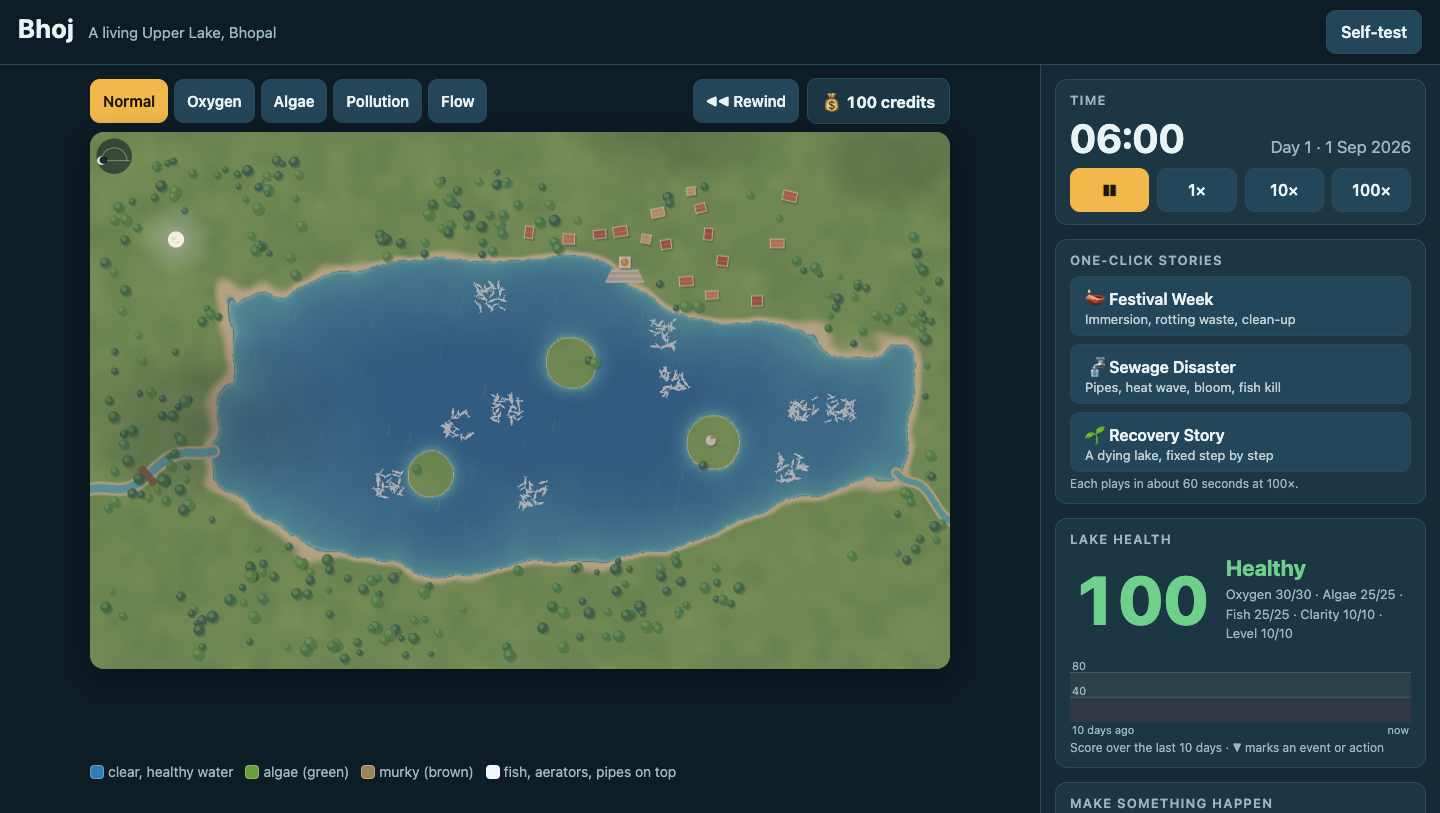 Bhoj A living Upper Lake, Bhopal Self-test
Normal Oxygen Algae Pollution Flow ◀◀ Rewind 💰 100 credits
TIME
06:00 Day 1 · 1 Sep 2026
1× 10× 100×
ONE-CLICK STORIES
Festival Week
Immersion, rotting waste, clean-up
Sewage Disaster
Pipes, heat wave, bloom, fish kill
Recovery Story
A dying lake, fixed step by step
Each plays in about 60 seconds at 100×.
LAKE HEALTH
100
Healthy
Oxygen 30/30 · Algae 25/25 ·
Fish 25/25 · Clarity 10/10 ·
Level 10/10
80
40
10 days ago now
Score over the last 10 days · ▼ marks an event or action
clear, healthy water algae (green) murky (brown) fish, aerators, pipes on top
MAKE SOMETHING HAPPEN